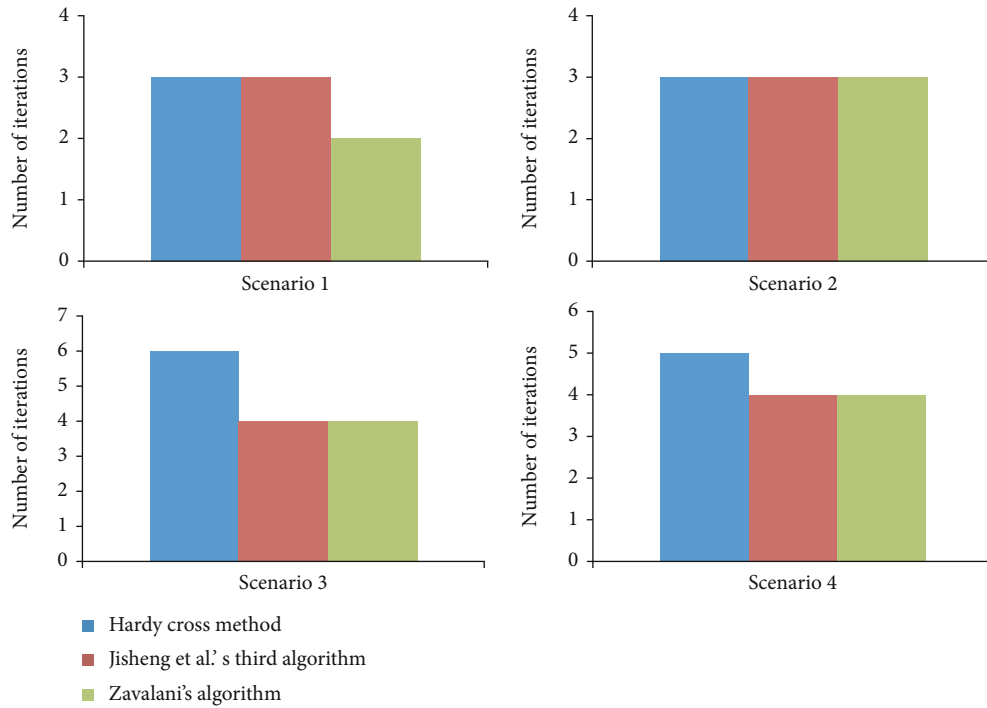 4
3
2
1
0
Number of iterations
Scenario 1
4
3
2
1
0
Number of iterations
Scenario 2
7
6
5
4
3
2
1
0
Number of iterations
Scenario 3
6
5
4
3
2
1
0
Number of iterations
Scenario 4
Hardy cross method
Jisheng et al.' s third algorithm
Zavalani's algorithm